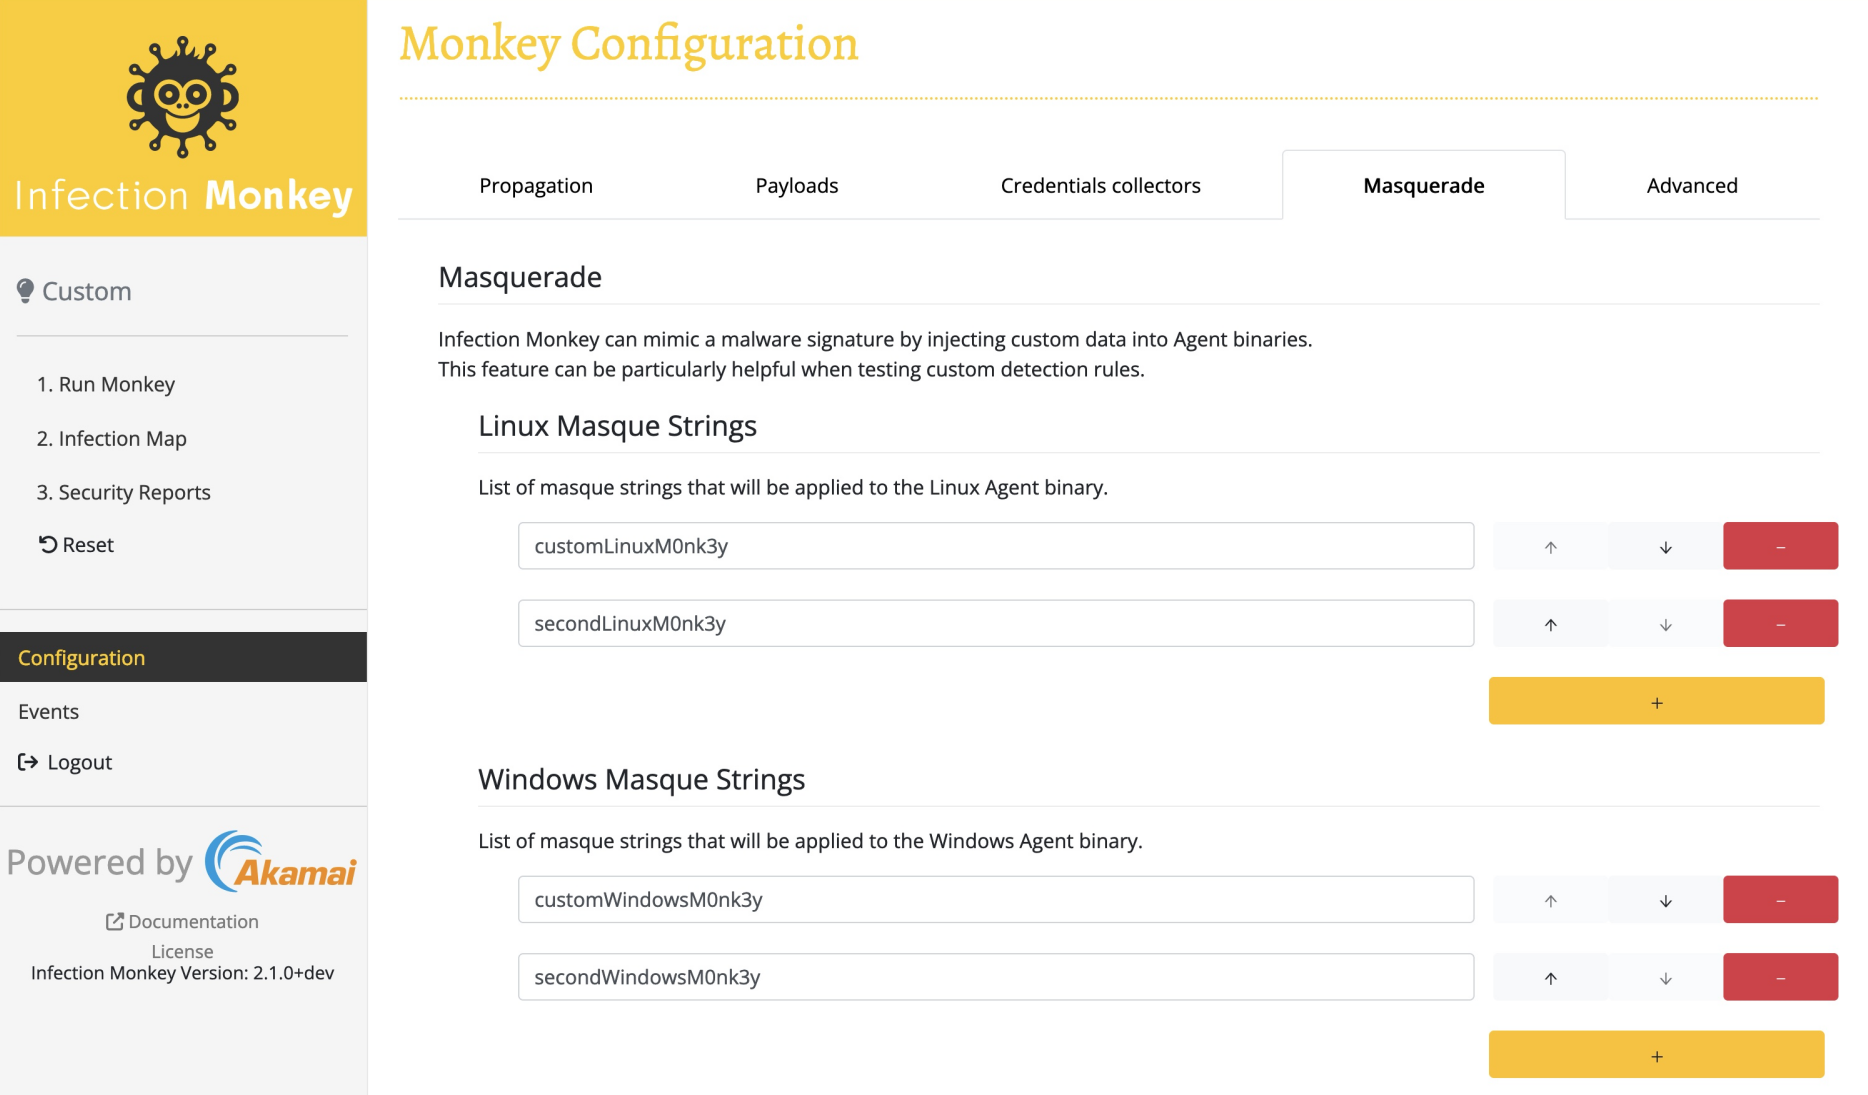 Infection Monkey
Custom
1. Run Monkey
2. Infection Map
3. Security Reports
Reset
Configuration
Events
Logout
Powered by Akamai
Documentation
License
Infection Monkey Version: 2.1.0+dev
Monkey Configuration
Propagation Payloads Credentials collectors Masquerade Advanced
Masquerade
Infection Monkey can mimic a malware signature by injecting custom data into Agent binaries.
This feature can be particularly helpful when testing custom detection rules.
Linux Masque Strings
List of masque strings that will be applied to the Linux Agent binary.
customLinuxM0nk3y
secondLinuxM0nk3y
+
Windows Masque Strings
List of masque strings that will be applied to the Windows Agent binary.
customWindowsM0nk3y
secondWindowsM0nk3y
+